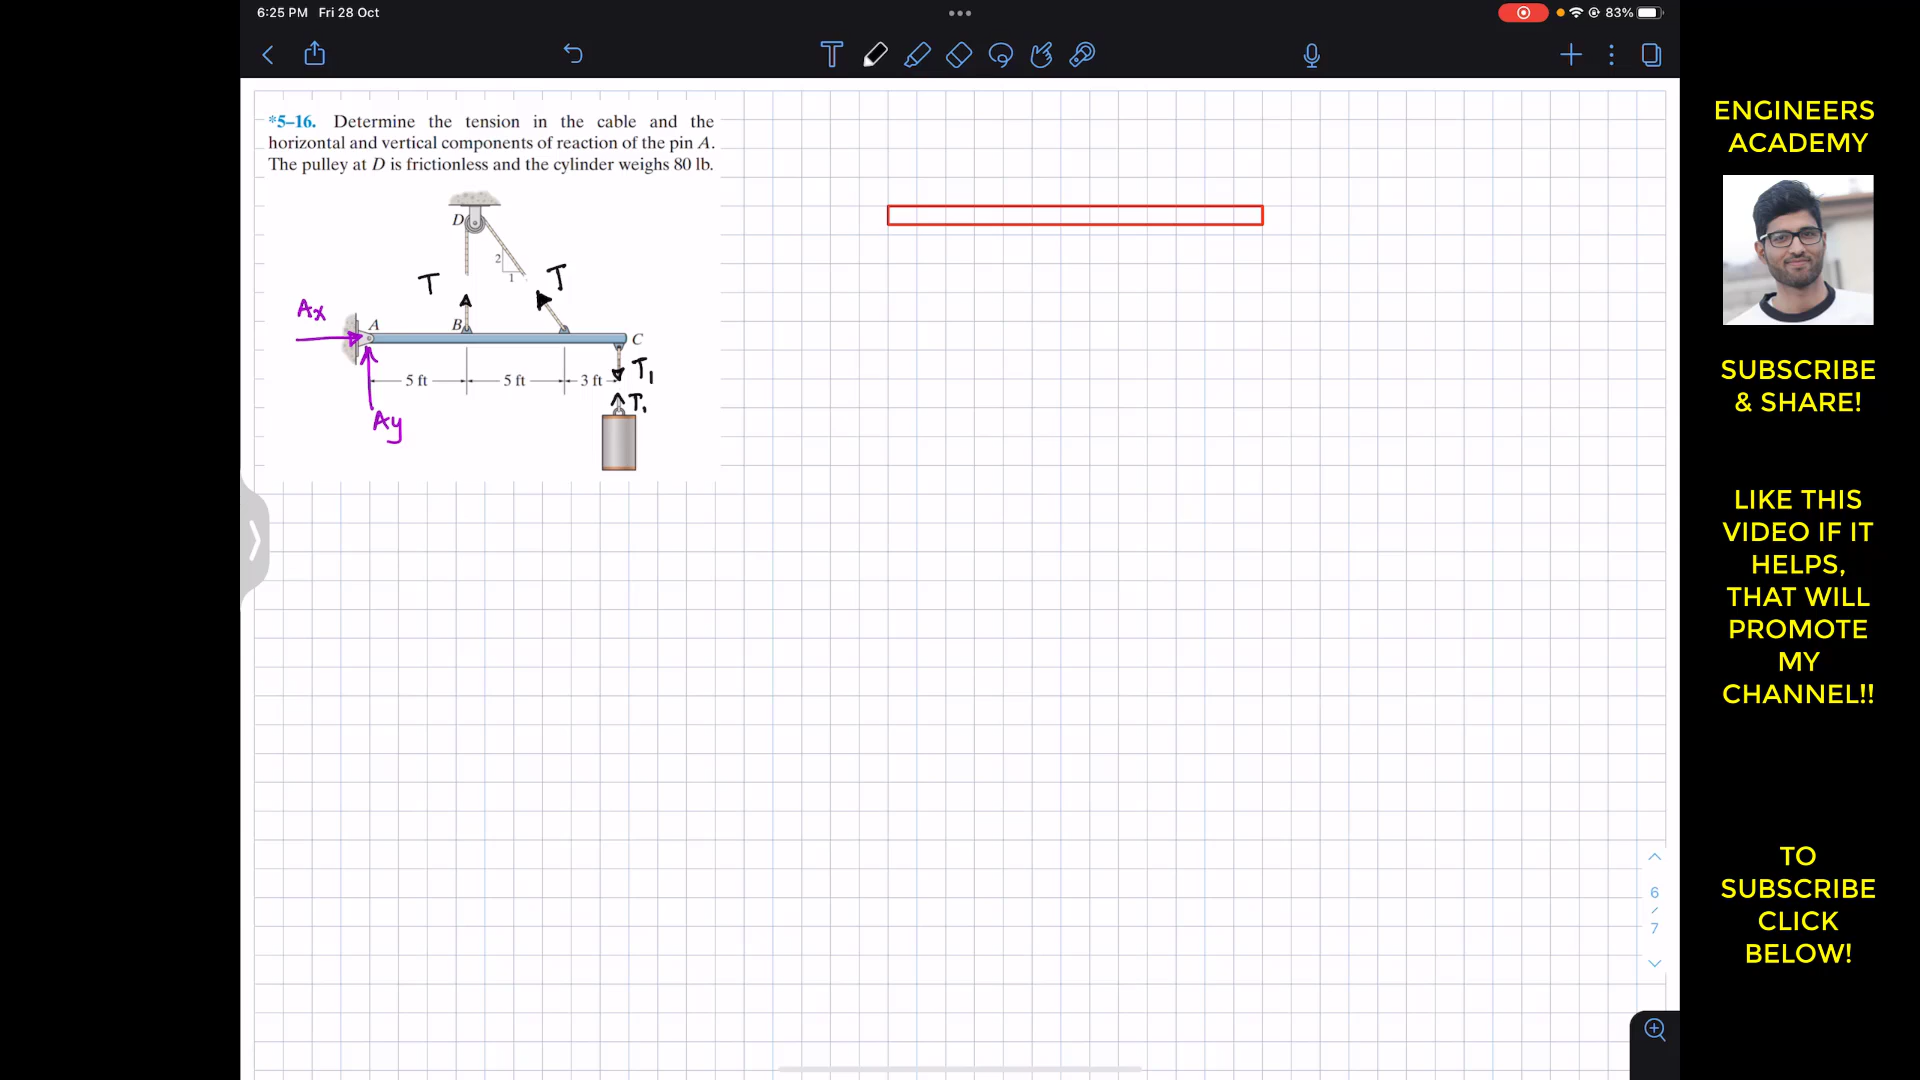 6:25 PM Fri 28 Oct
83%
*5–16. Determine the tension in the cable and the
horizontal and vertical components of reaction of the pin A.
The pulley at D is frictionless and the cylinder weighs 80 lb.
D
2
1
T
T
Ax
A
B
C
5 ft
5 ft
3 ft
T1
T1
Ay
6
7
ENGINEERS
ACADEMY
SUBSCRIBE
& SHARE!
LIKE THIS
VIDEO IF IT
HELPS,
THAT WILL
PROMOTE
MY
CHANNEL!!
TO
SUBSCRIBE
CLICK
BELOW!